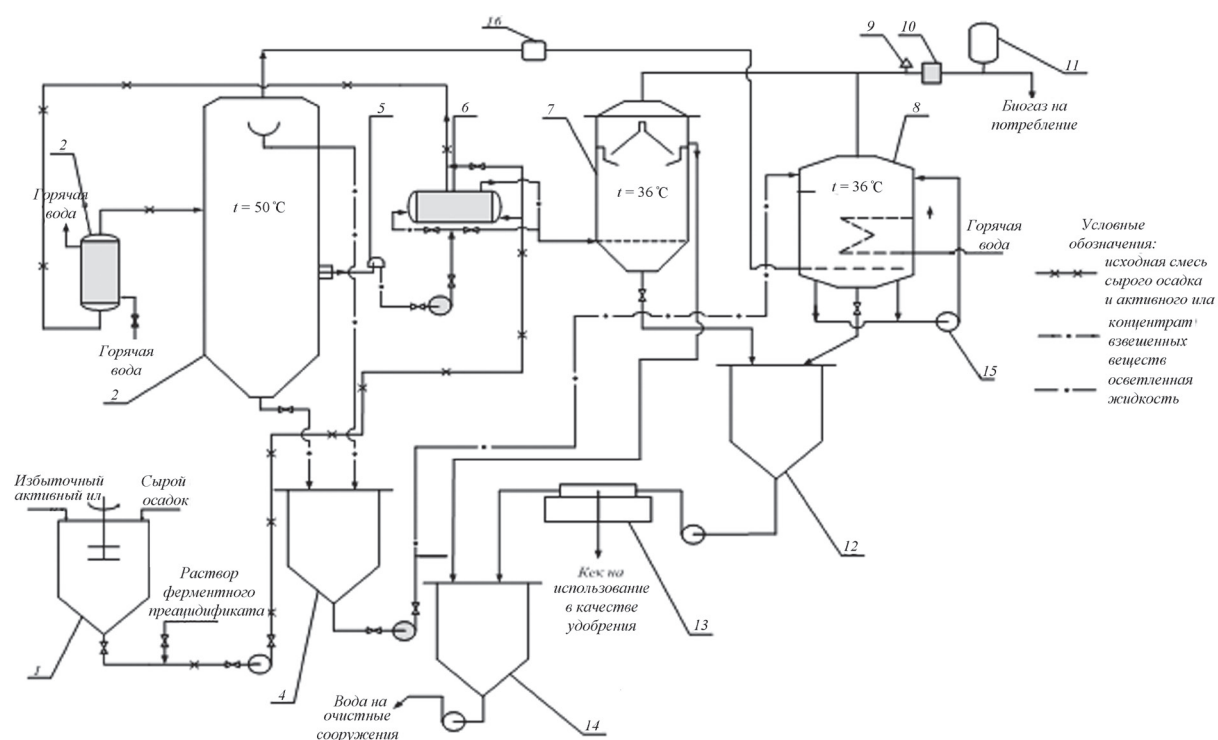 16
9
10
11
Биогаз на
потребление
2
5
6
7
8
Горячая
вода
t = 50 ℃
t = 36 ℃
t = 36 ℃
Горячая
вода
Условные
обозначения:
исходная смесь
сырого осадка
и активного ила
концентрат
взвешенных
веществ
осветленная
жидкость
Горячая
вода
2
15
Избыточный
активный ил
Сырой
осадок
12
Раствор
ферментного
преацидификата
Кек на
использование
в качестве
удобрения
13
1
4
14
Вода на
очистные
сооружения